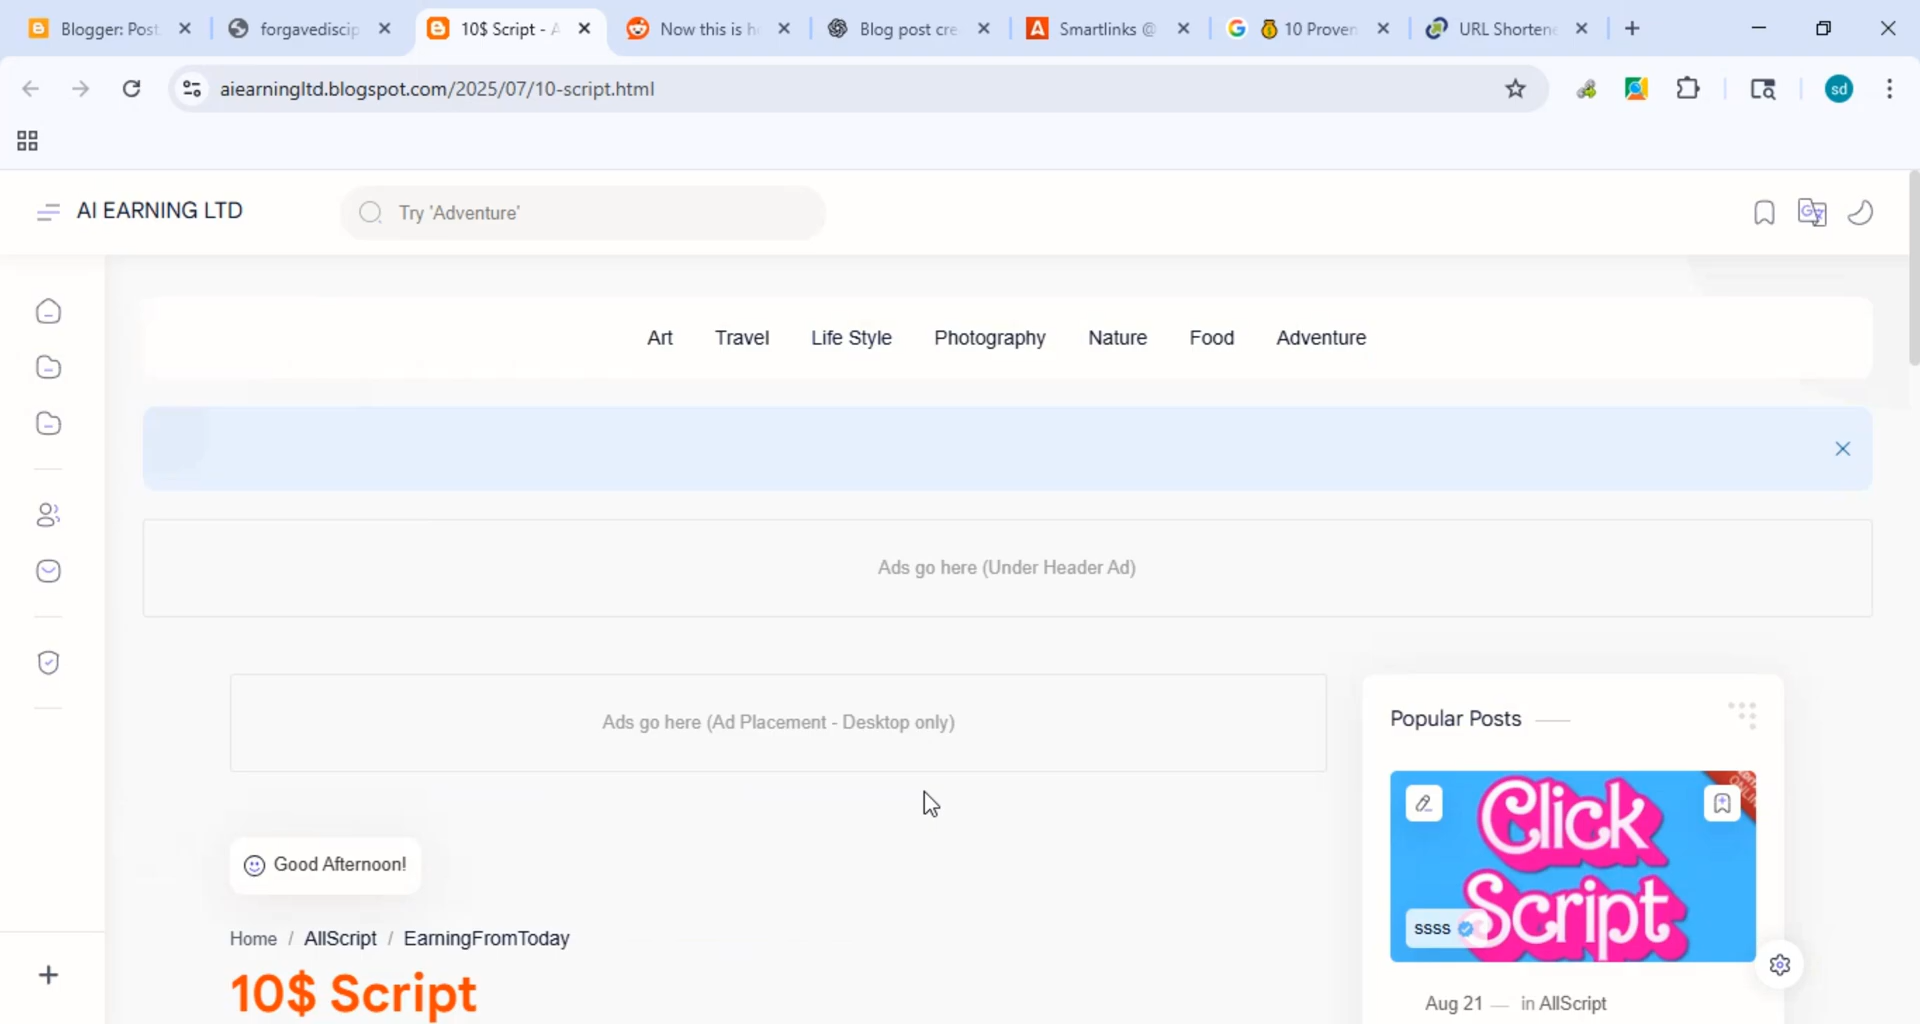 Blogger: Post
forgavediscip
10$ Script - A
Now this is h
Blog post cre
Smartlinks @
10 Proven
URL Shortene
aiearningltd.blogspot.com/2025/07/10-script.html
sd
AI EARNING LTD
Try 'Adventure'
Art
Travel
Life Style
Photography
Nature
Food
Adventure
Ads go here (Under Header Ad)
Ads go here (Ad Placement - Desktop only)
Popular Posts
Click
Script
ssss
Good Afternoon!
Home / AllScript / EarningFromToday
10$ Script
Aug 21 — in AllScript